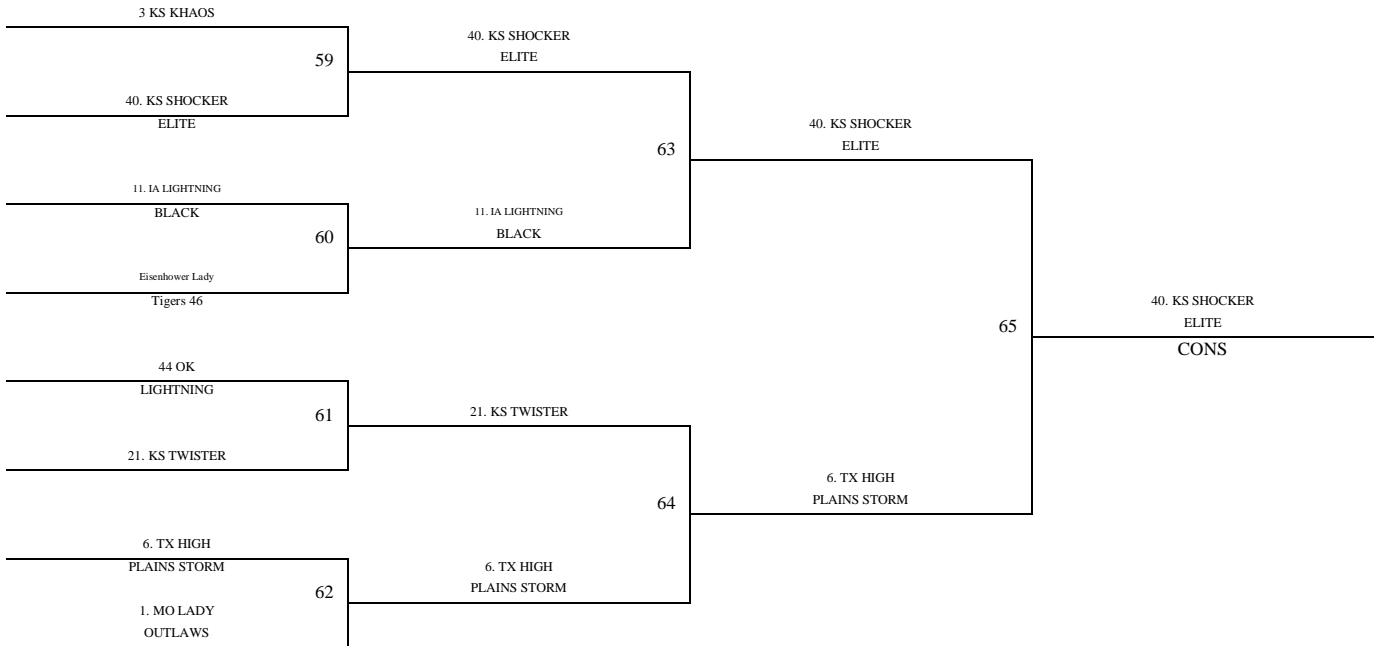 3 KS KHAOS
59
40. KS SHOCKER
ELITE
40. KS SHOCKER
ELITE
11. IA LIGHTNING
BLACK
60
Eisenhower Lady
Tigers 46
63
11. IA LIGHTNING
BLACK
40. KS SHOCKER
ELITE
44 OK
LIGHTNING
61
21. KS TWISTER
21. KS TWISTER
6. TX HIGH
PLAINS STORM
62
1. MO LADY
OUTLAWS
64
6. TX HIGH
PLAINS STORM
6. TX HIGH
PLAINS STORM
65
40. KS SHOCKER
ELITE
CONS